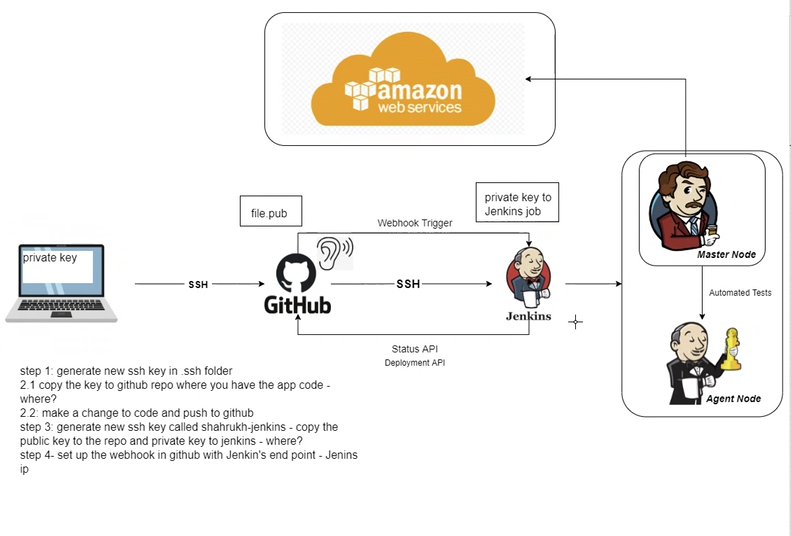 amazon
web services
file.pub
private key to
Jenkins job
Webhook Trigger
private key
SSH
GitHub
SSH
Jenkins
Master Node
Automated Tests
Agent Node
Status API
Deployment API
step 1: generate new ssh key in .ssh folder
2.1 copy the key to github repo where you have the app code -
where?
2.2: make a change to code and push to github
step 3: generate new ssh key called shahrukh-jenkins - copy the
public key to the repo and private key to jenkins - where?
step 4- set up the webhook in github with Jenkin's end point - Jenins
ip